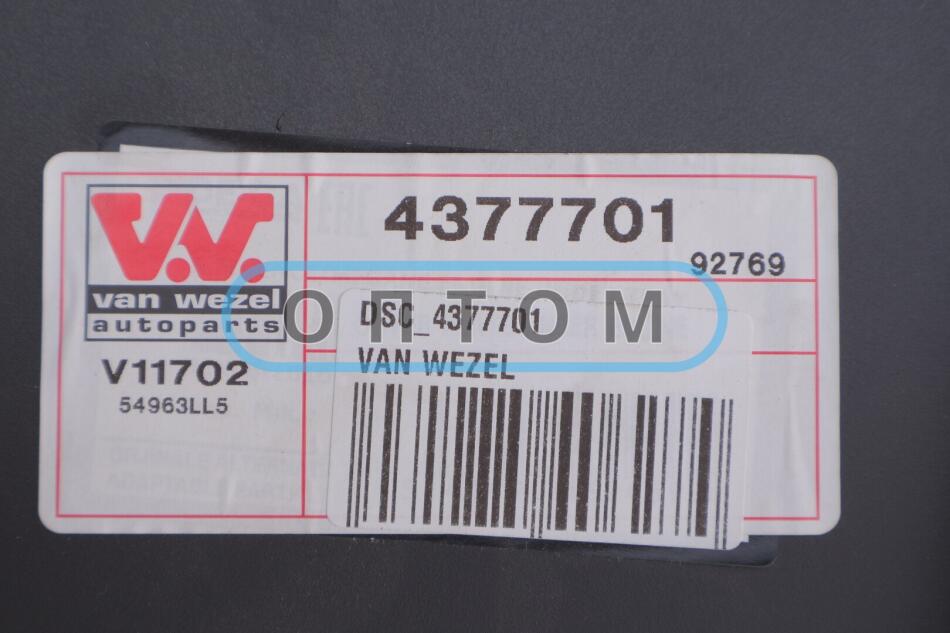 V.V.
van wezel
autoparts
V11702
54963LL5
4377701
92769
ОПТОМ
DSC_4377701
VAN WEZEL